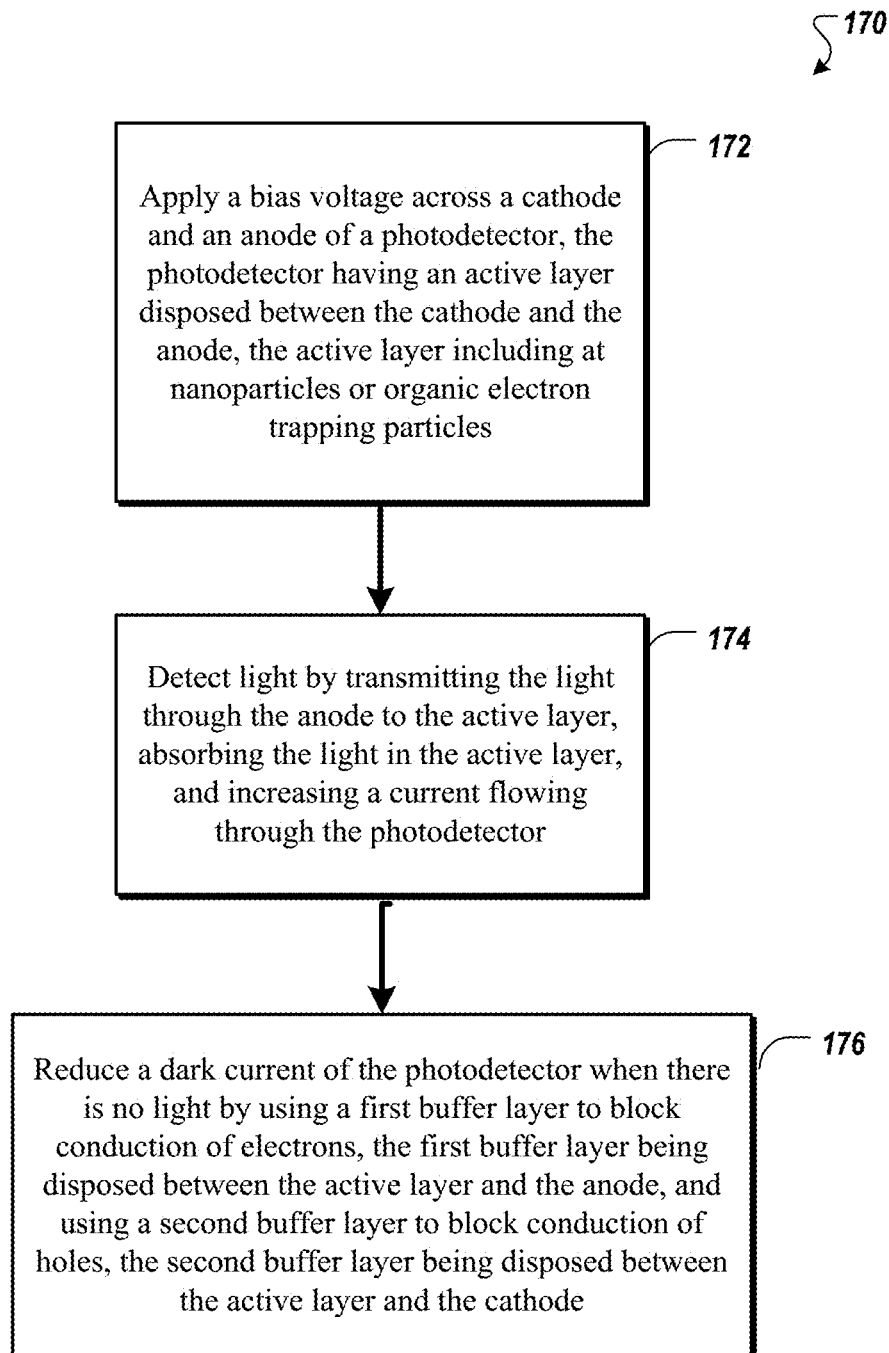 170
172
Apply a bias voltage across a cathode
and an anode of a photodetector, the
photodetector having an active layer
disposed between the cathode and the
anode, the active layer including at
nanoparticles or organic electron
trapping particles
174
Detect light by transmitting the light
through the anode to the active layer,
absorbing the light in the active layer,
and increasing a current flowing
through the photodetector
176
Reduce a dark current of the photodetector when there
is no light by using a first buffer layer to block
conduction of electrons, the first buffer layer being
disposed between the active layer and the anode, and
using a second buffer layer to block conduction of
holes, the second buffer layer being disposed between
the active layer and the cathode